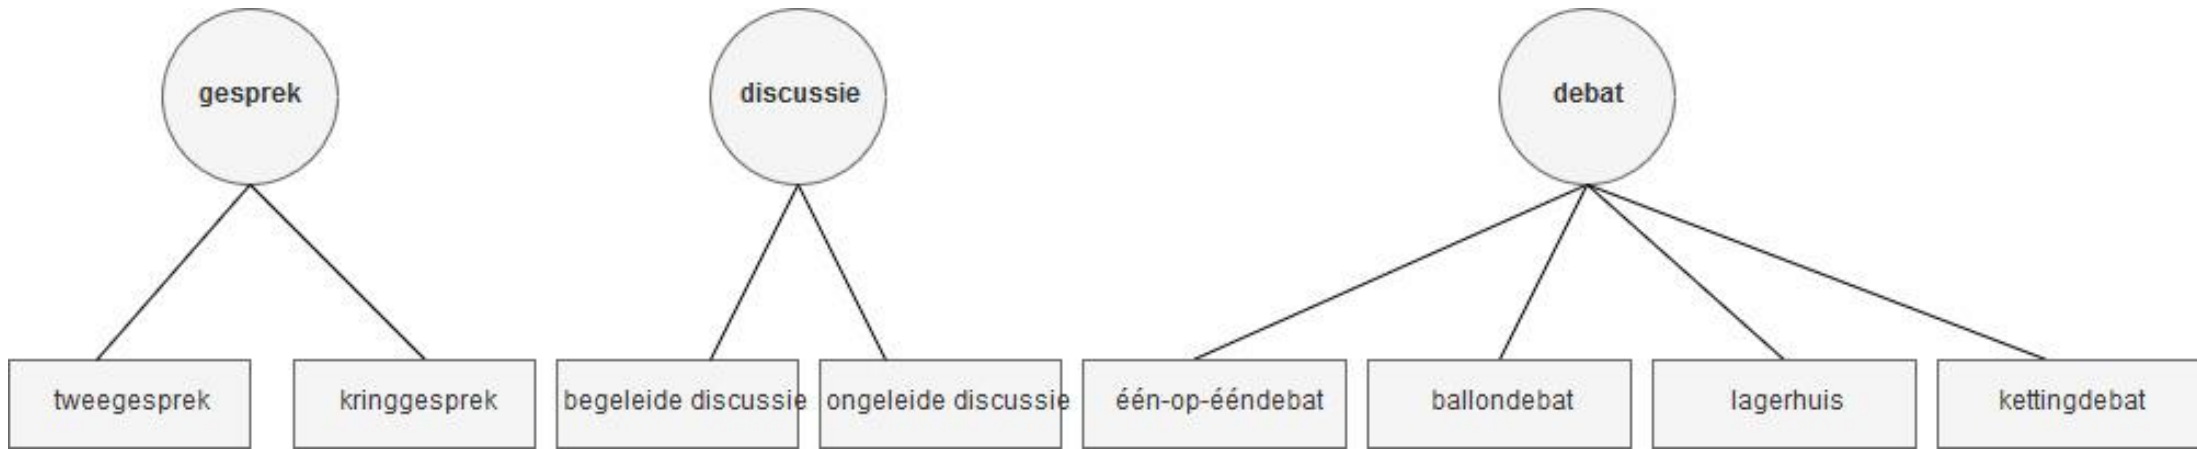 gesprek
discussie
debat
tweegesprek
kringgesprek
begeleide discussie
ongeleide discussie
één-op-ééndebat
ballondebat
lagerhuis
kettingdebat